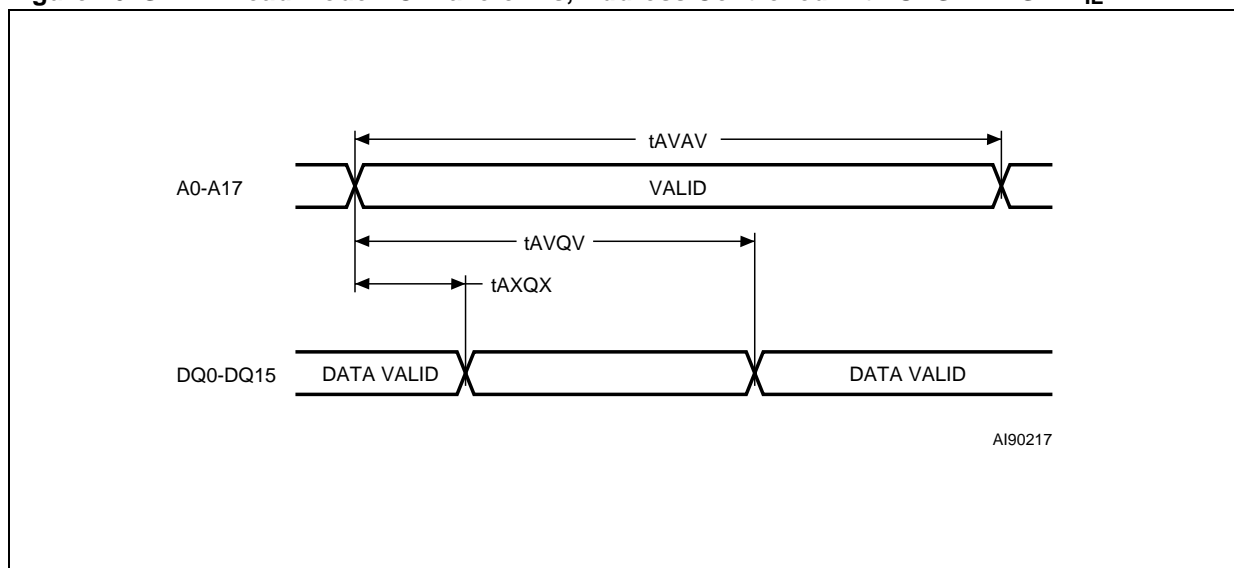 tAVAV
A0-A17 VALID
tAVQV
tAXQX
DQ0-DQ15 DATA VALID DATA VALID
AI90217